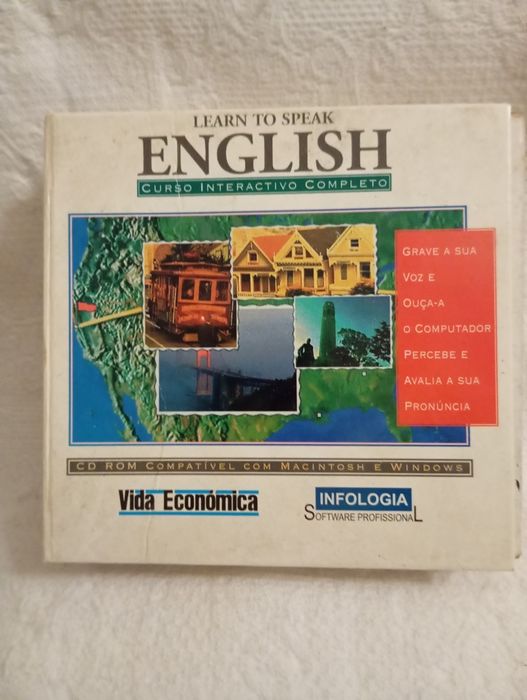 LEARN TO SPEAK
ENGLISH
CURSO INTERACTIVO COMPLETO
GRAVE A SUA
VOZ E
OUÇA-A
O COMPUTADOR
PERCEBE E
AVALIA A SUA
PRONÚNCIA
CD ROM COMPATÍVEL COM MACINTOSH E WINDOWS
Vida Económica
INFOLOGIA
SOFTWARE PROFISSIONAL